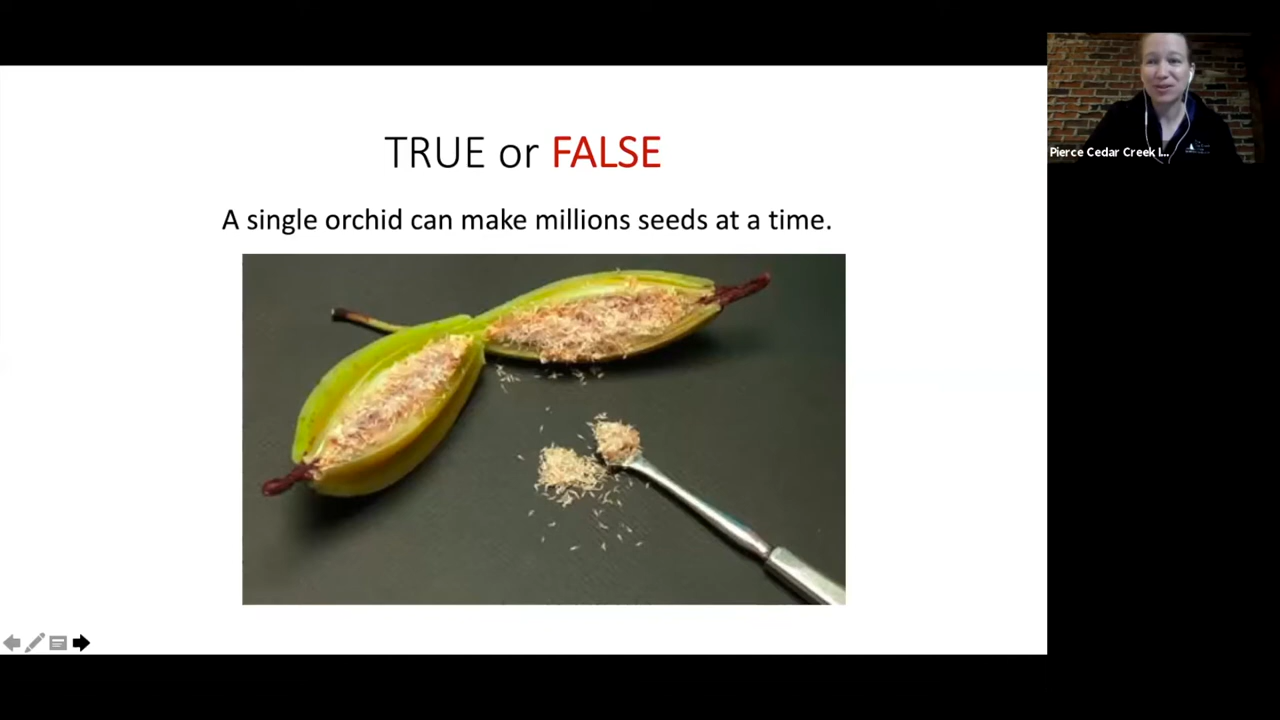 TRUE or FALSE
A single orchid can make millions seeds at a time.
Pierce Cedar Creek I...